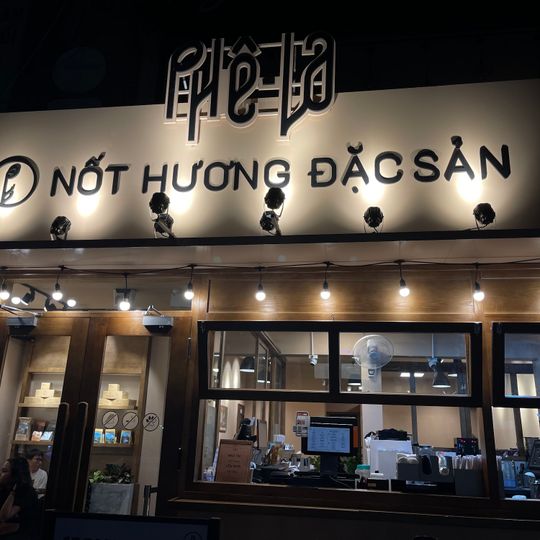 Phê La
NỐT HƯƠNG ĐẶC SẢN